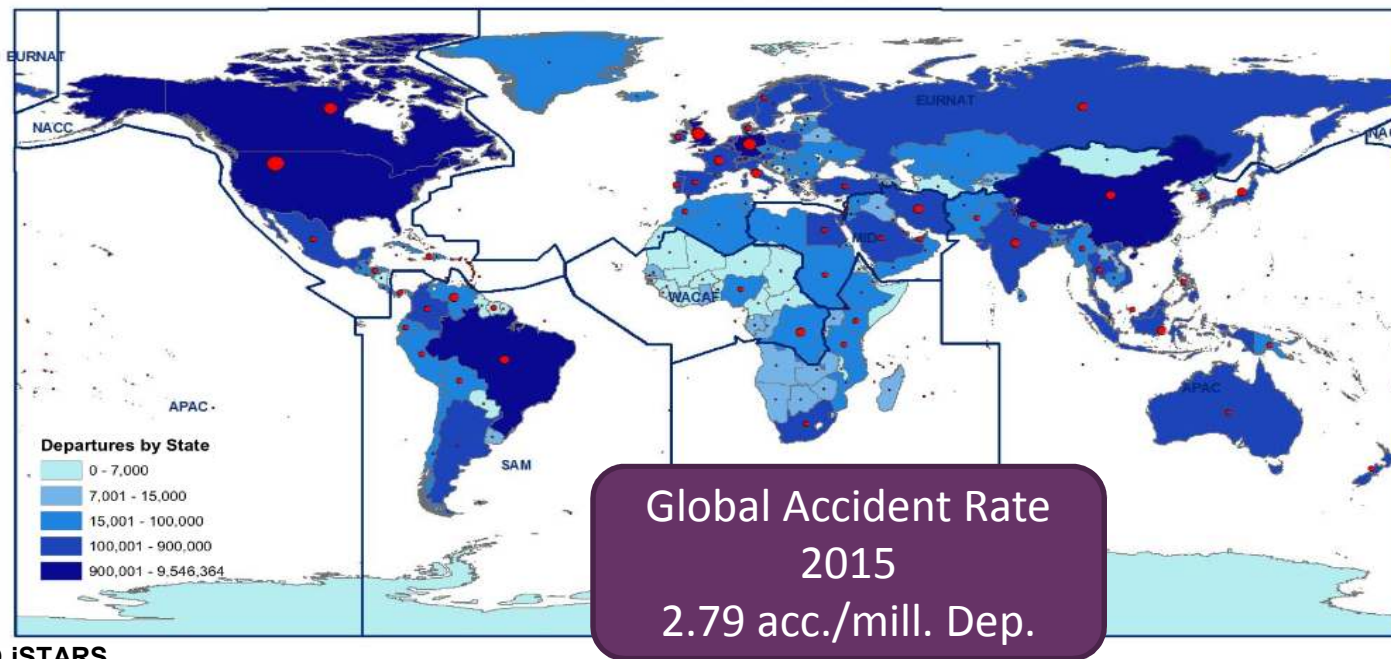 EURNAT
NACC
EURNAT
NAC
MID
WACAF
APAC
APAC
SAM
Departures by State
0 - 7,000
7,001 - 15,000
15,001 - 100,000
100,001 - 900,000
900,001 - 9,546,364
Global Accident Rate
2015
2.79 acc./mill. Dep.
iSTARS